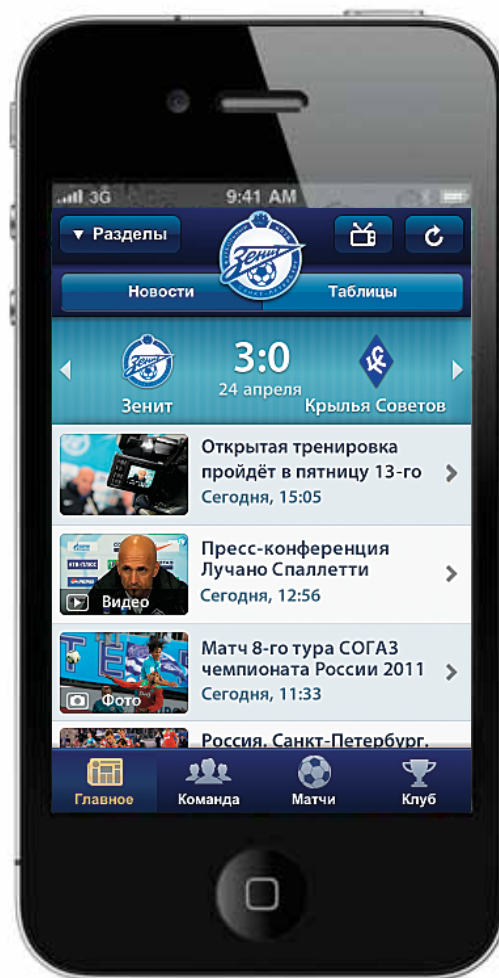 3G
9:41 AM
▼ Разделы
Зенит
Новости
Таблицы
3:0
24 апреля
Зенит
Крылья Советов
Открытая тренировка
пройдёт в пятницу 13-го
Сегодня, 15:05
Пресс-конференция
Лучано Спаллетти
Сегодня, 12:56
Видео
Матч 8-го тура СОГАЗ
чемпионата России 2011
Сегодня, 11:33
Фото
Россия. Санкт-Петербург.
Главное
Команда
Матчи
Клуб